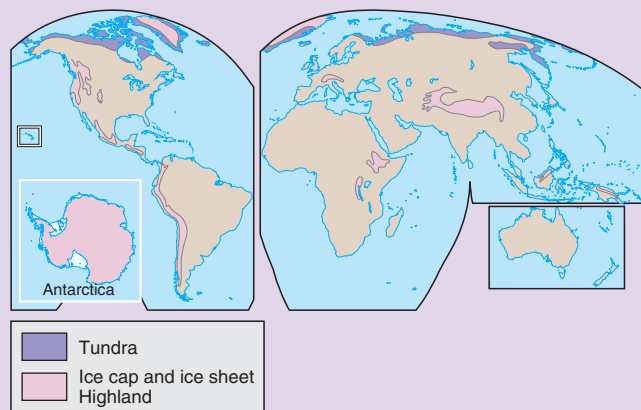 Antarctica
Tundra
Ice cap and ice sheet
Highland